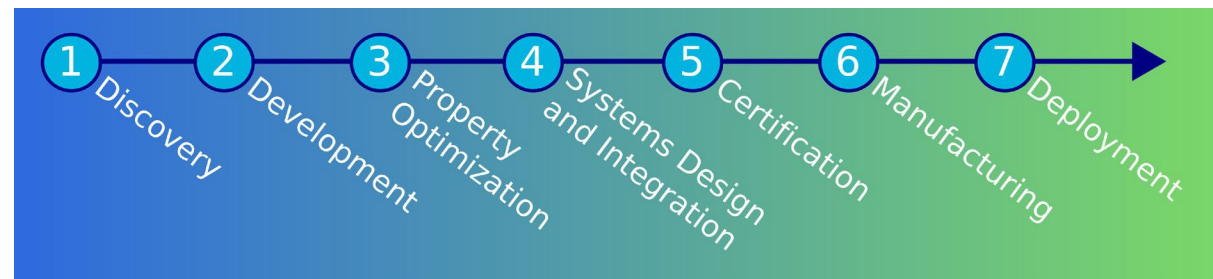 1
Discovery
2
Development
3
Property
Optimization
4
Systems Design
and Integration
5
Certification
6
Manufacturing
7
Deployment